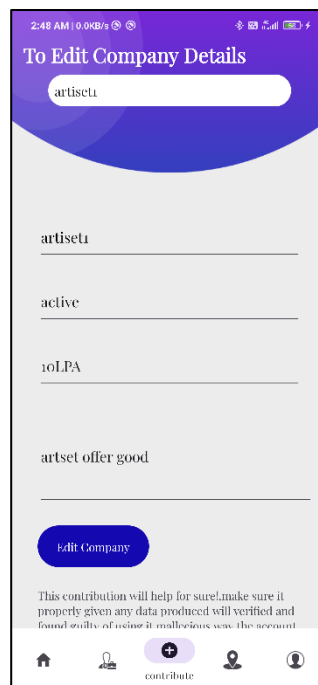 2:48 AM | 0.0KB/s
To Edit Company Details
artiset1
artiset1
active
10LPA
artset offer good
Edit Company
This contribution will help for sure!,make sure it
properly given any data produced will verified and
found guilty of using it mallecious way the account
contribute